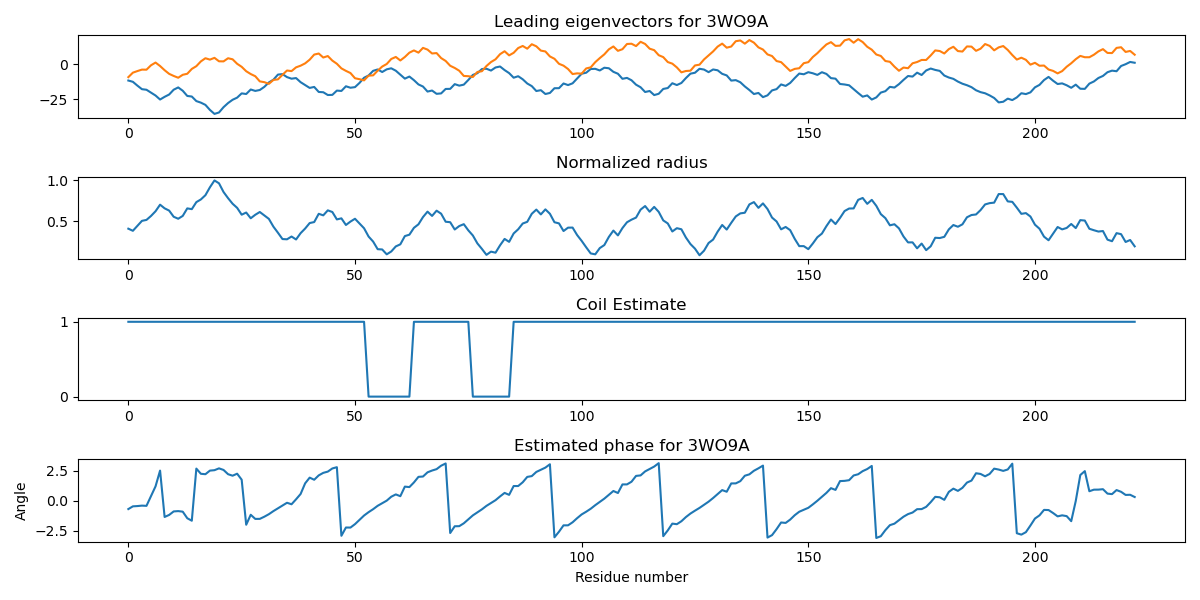 Leading eigenvectors for 3WO9A
0
−25
0 50 100 150 200
Normalized radius
1.0
0.5
0 50 100 150 200
Coil Estimate
1
0
0 50 100 150 200
Estimated phase for 3WO9A
2.5
0.0
−2.5
Angle
0 50 100 150 200
Residue number